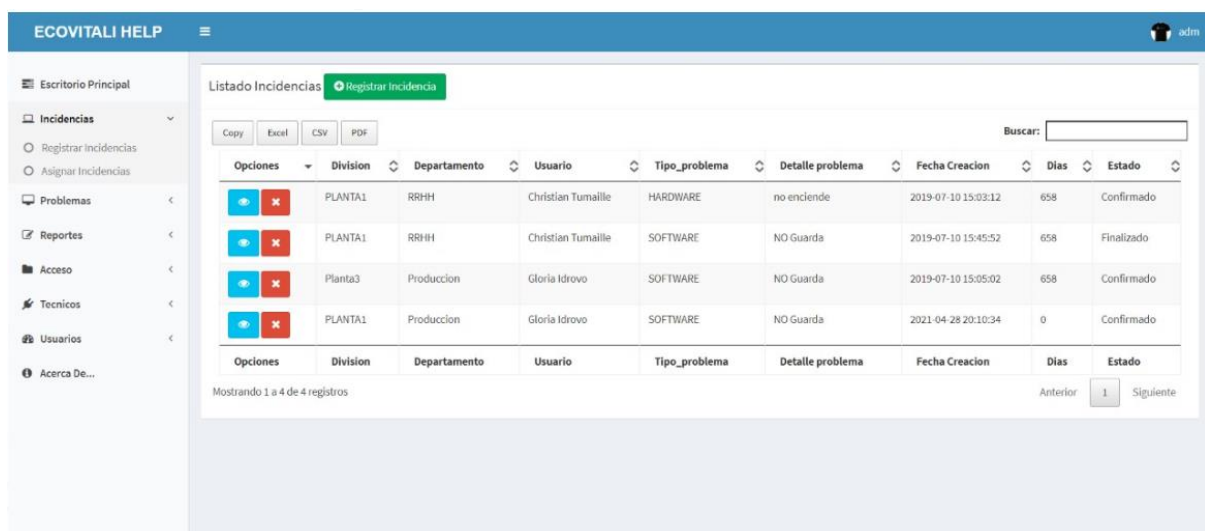 ECOVITALI HELP
adm
Escritorio Principal
Incidencias
Registrar Incidencias
Asignar Incidencias
Problemas
Reportes
Acceso
Tecnicos
Usuarios
Acerca De...
Listado Incidencias Registrar Incidencia
Copy Excel CSV PDF Buscar:
Opciones Division Departamento Usuario Tipo_problema Detalle problema Fecha Creacion Dias Estado
PLANTA1 RRHH Christian Tumaille HARDWARE no enciende 2019-07-10 15:03:12 658 Confirmado
PLANTA1 RRHH Christian Tumaille SOFTWARE NO Guarda 2019-07-10 15:45:52 658 Finalizado
Planta3 Produccion Gloria Idrovo SOFTWARE NO Guarda 2019-07-10 15:05:02 658 Confirmado
PLANTA1 Produccion Gloria Idrovo SOFTWARE NO Guarda 2021-04-28 20:10:34 0 Confirmado
Opciones Division Departamento Usuario Tipo_problema Detalle problema Fecha Creacion Dias Estado
Mostrando 1 a 4 de 4 registros Anterior 1 Siguiente